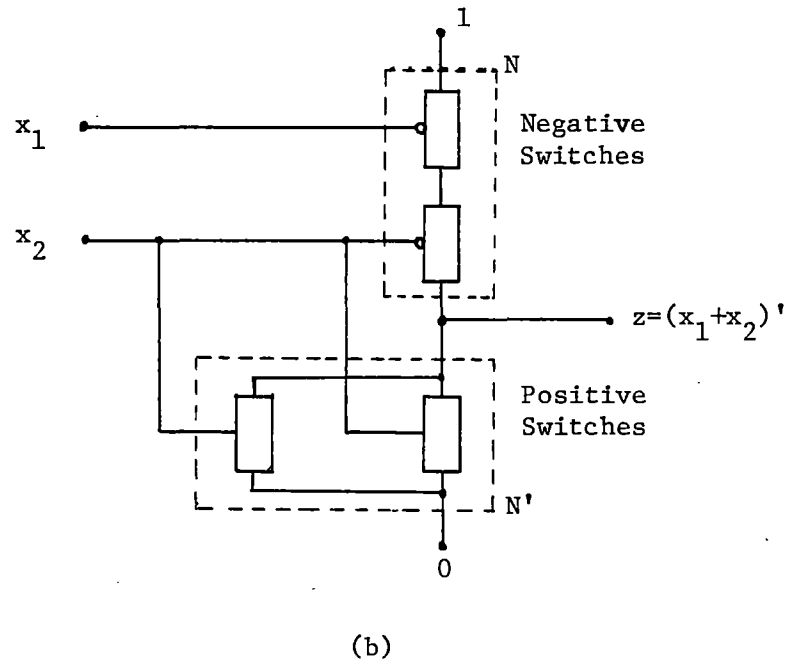 1
N
x1
Negative
Switches
x2
z=(x1+x2)'
Positive
Switches
N'
0
(b)